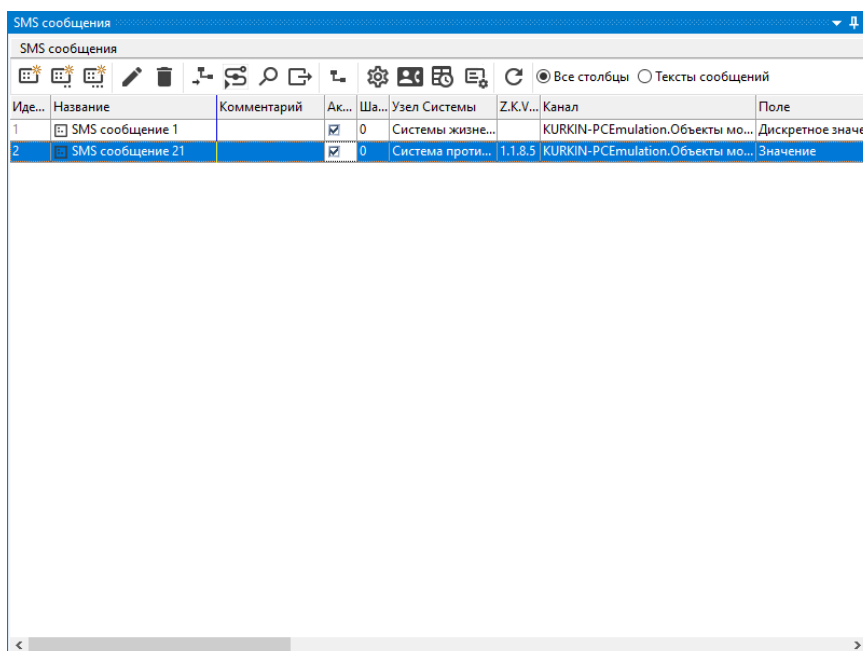 SMS сообщения
SMS сообщения
Все столбцы Тексты сообщений
Иде... Название Комментарий Ак... Ша... Узел Системы Z.K.V... Канал Поле
1 SMS сообщение 1 0 Системы жизне... KURKIN-PCEmulation.Объекты мо... Дискретное значе
2 SMS сообщение 21 0 Система проти... 1.1.8.5 KURKIN-PCEmulation.Объекты мо... Значение